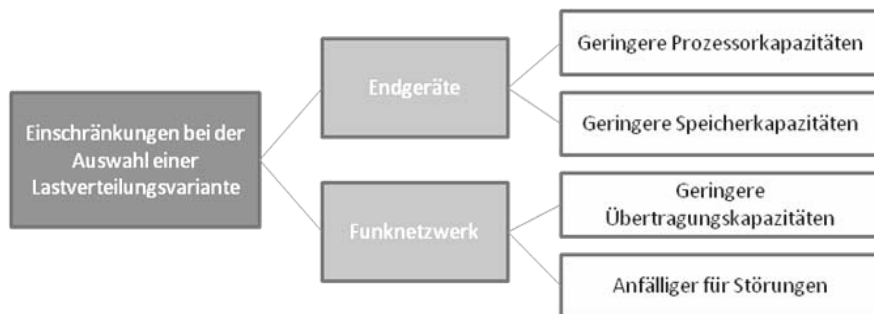 Einschränkungen bei der
Auswahl einer
Lastverteilungsvariante
Endgeräte
Geringere Prozessorkapazitäten
Geringere Speicherkapazitäten
Funknetzwerk
Geringere
Übertragungskapazitäten
Anfälliger für Störungen